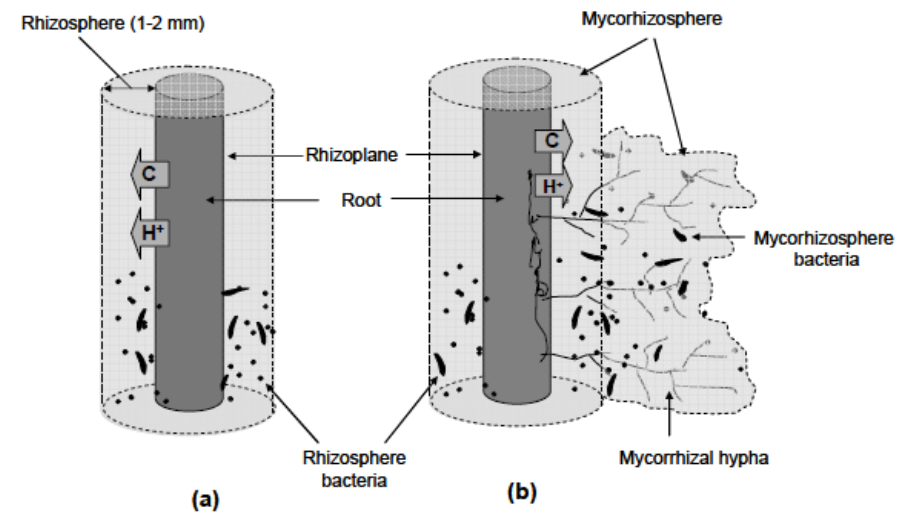 Rhizosphere (1-2 mm)
Mycorhizosphere
C
H+
Rhizoplane
Root
C
H+
Mycorhizosphere
bacteria
Rhizosphere
bacteria
Mycorrhizal hypha
(a)
(b)